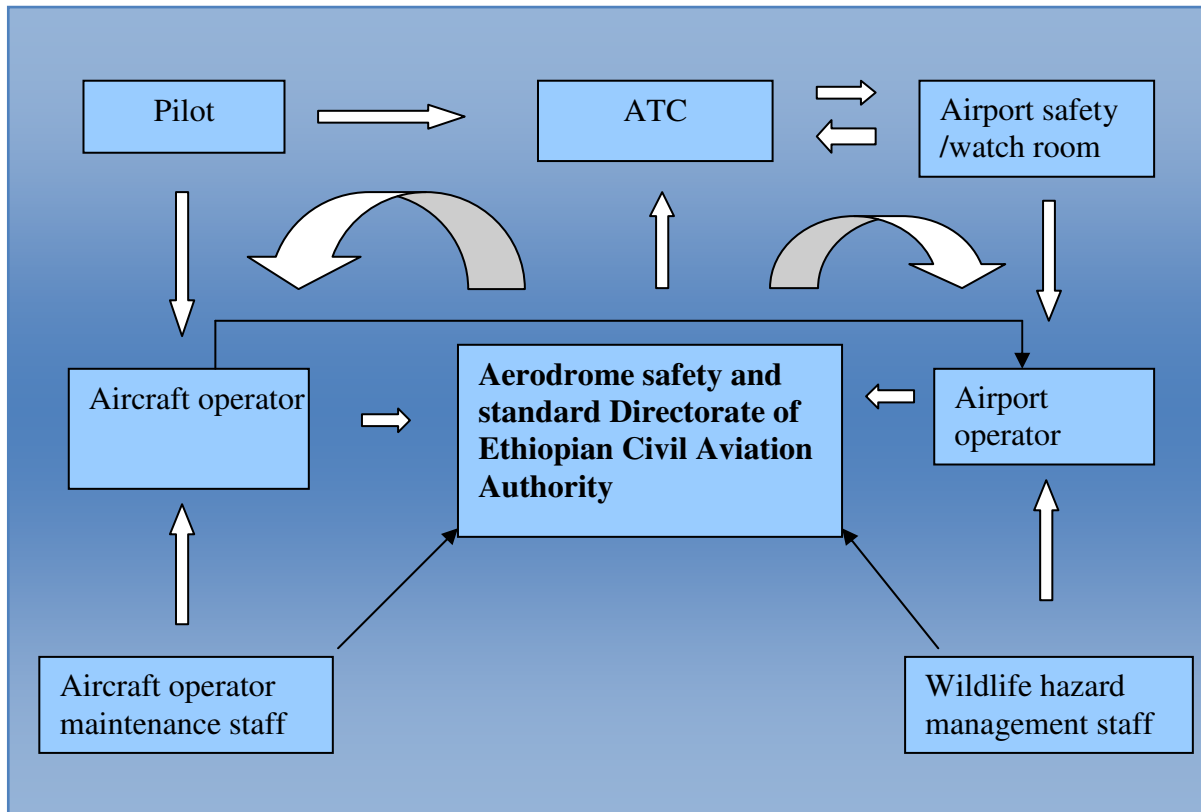 Pilot
ATC
Airport safety
/watch room
Aircraft operator
Aerodrome safety and
standard Directorate of
Ethiopian Civil Aviation
Authority
Airport
operator
Aircraft operator
maintenance staff
Wildlife hazard
management staff